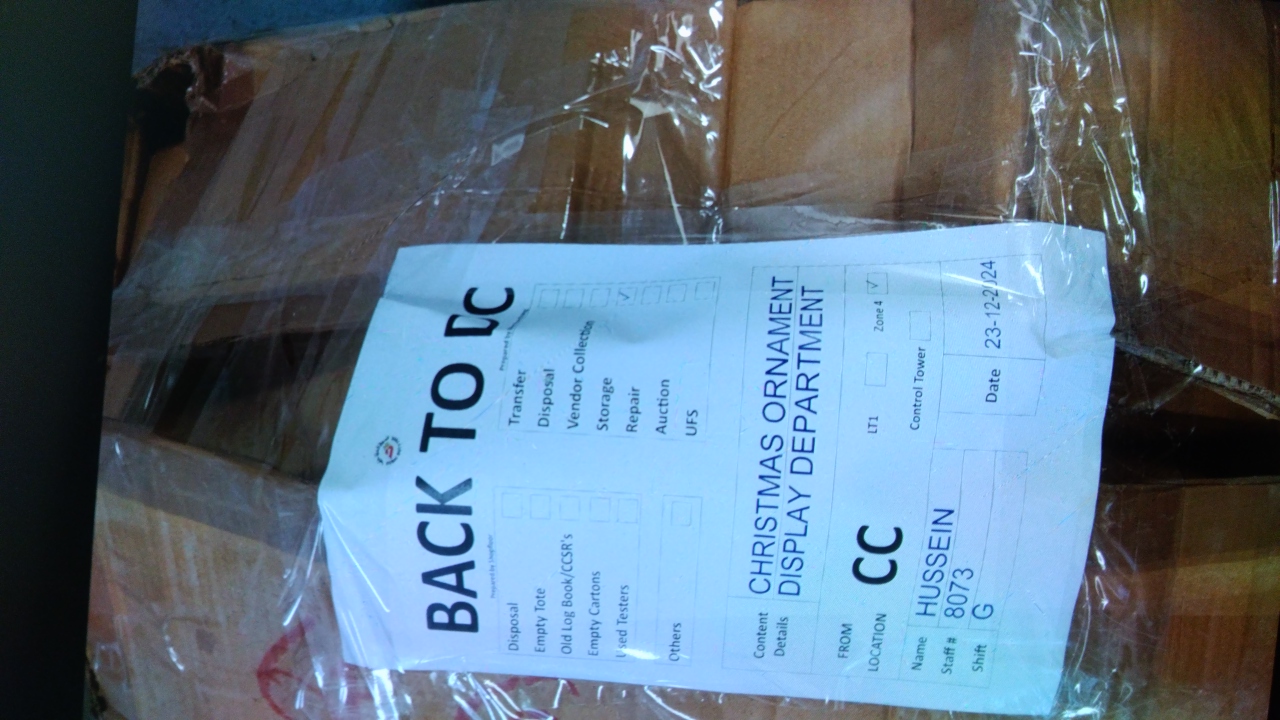 BACK TO DC
Disposal
Empty Tote
Old Log Book/CCSR's
Empty Cartons
Used Testers
Others
Transfer
Disposal
Vendor Collection
Storage
Repair
Auction
UFS
Content Details
CHRISTMAS ORNAMENT
DISPLAY DEPARTMENT
FROM
LOCATION
CC
LT1
Zone 4
Control Tower
Name HUSSEIN
Staff # 8073
Shift G
Date 23-12-2024